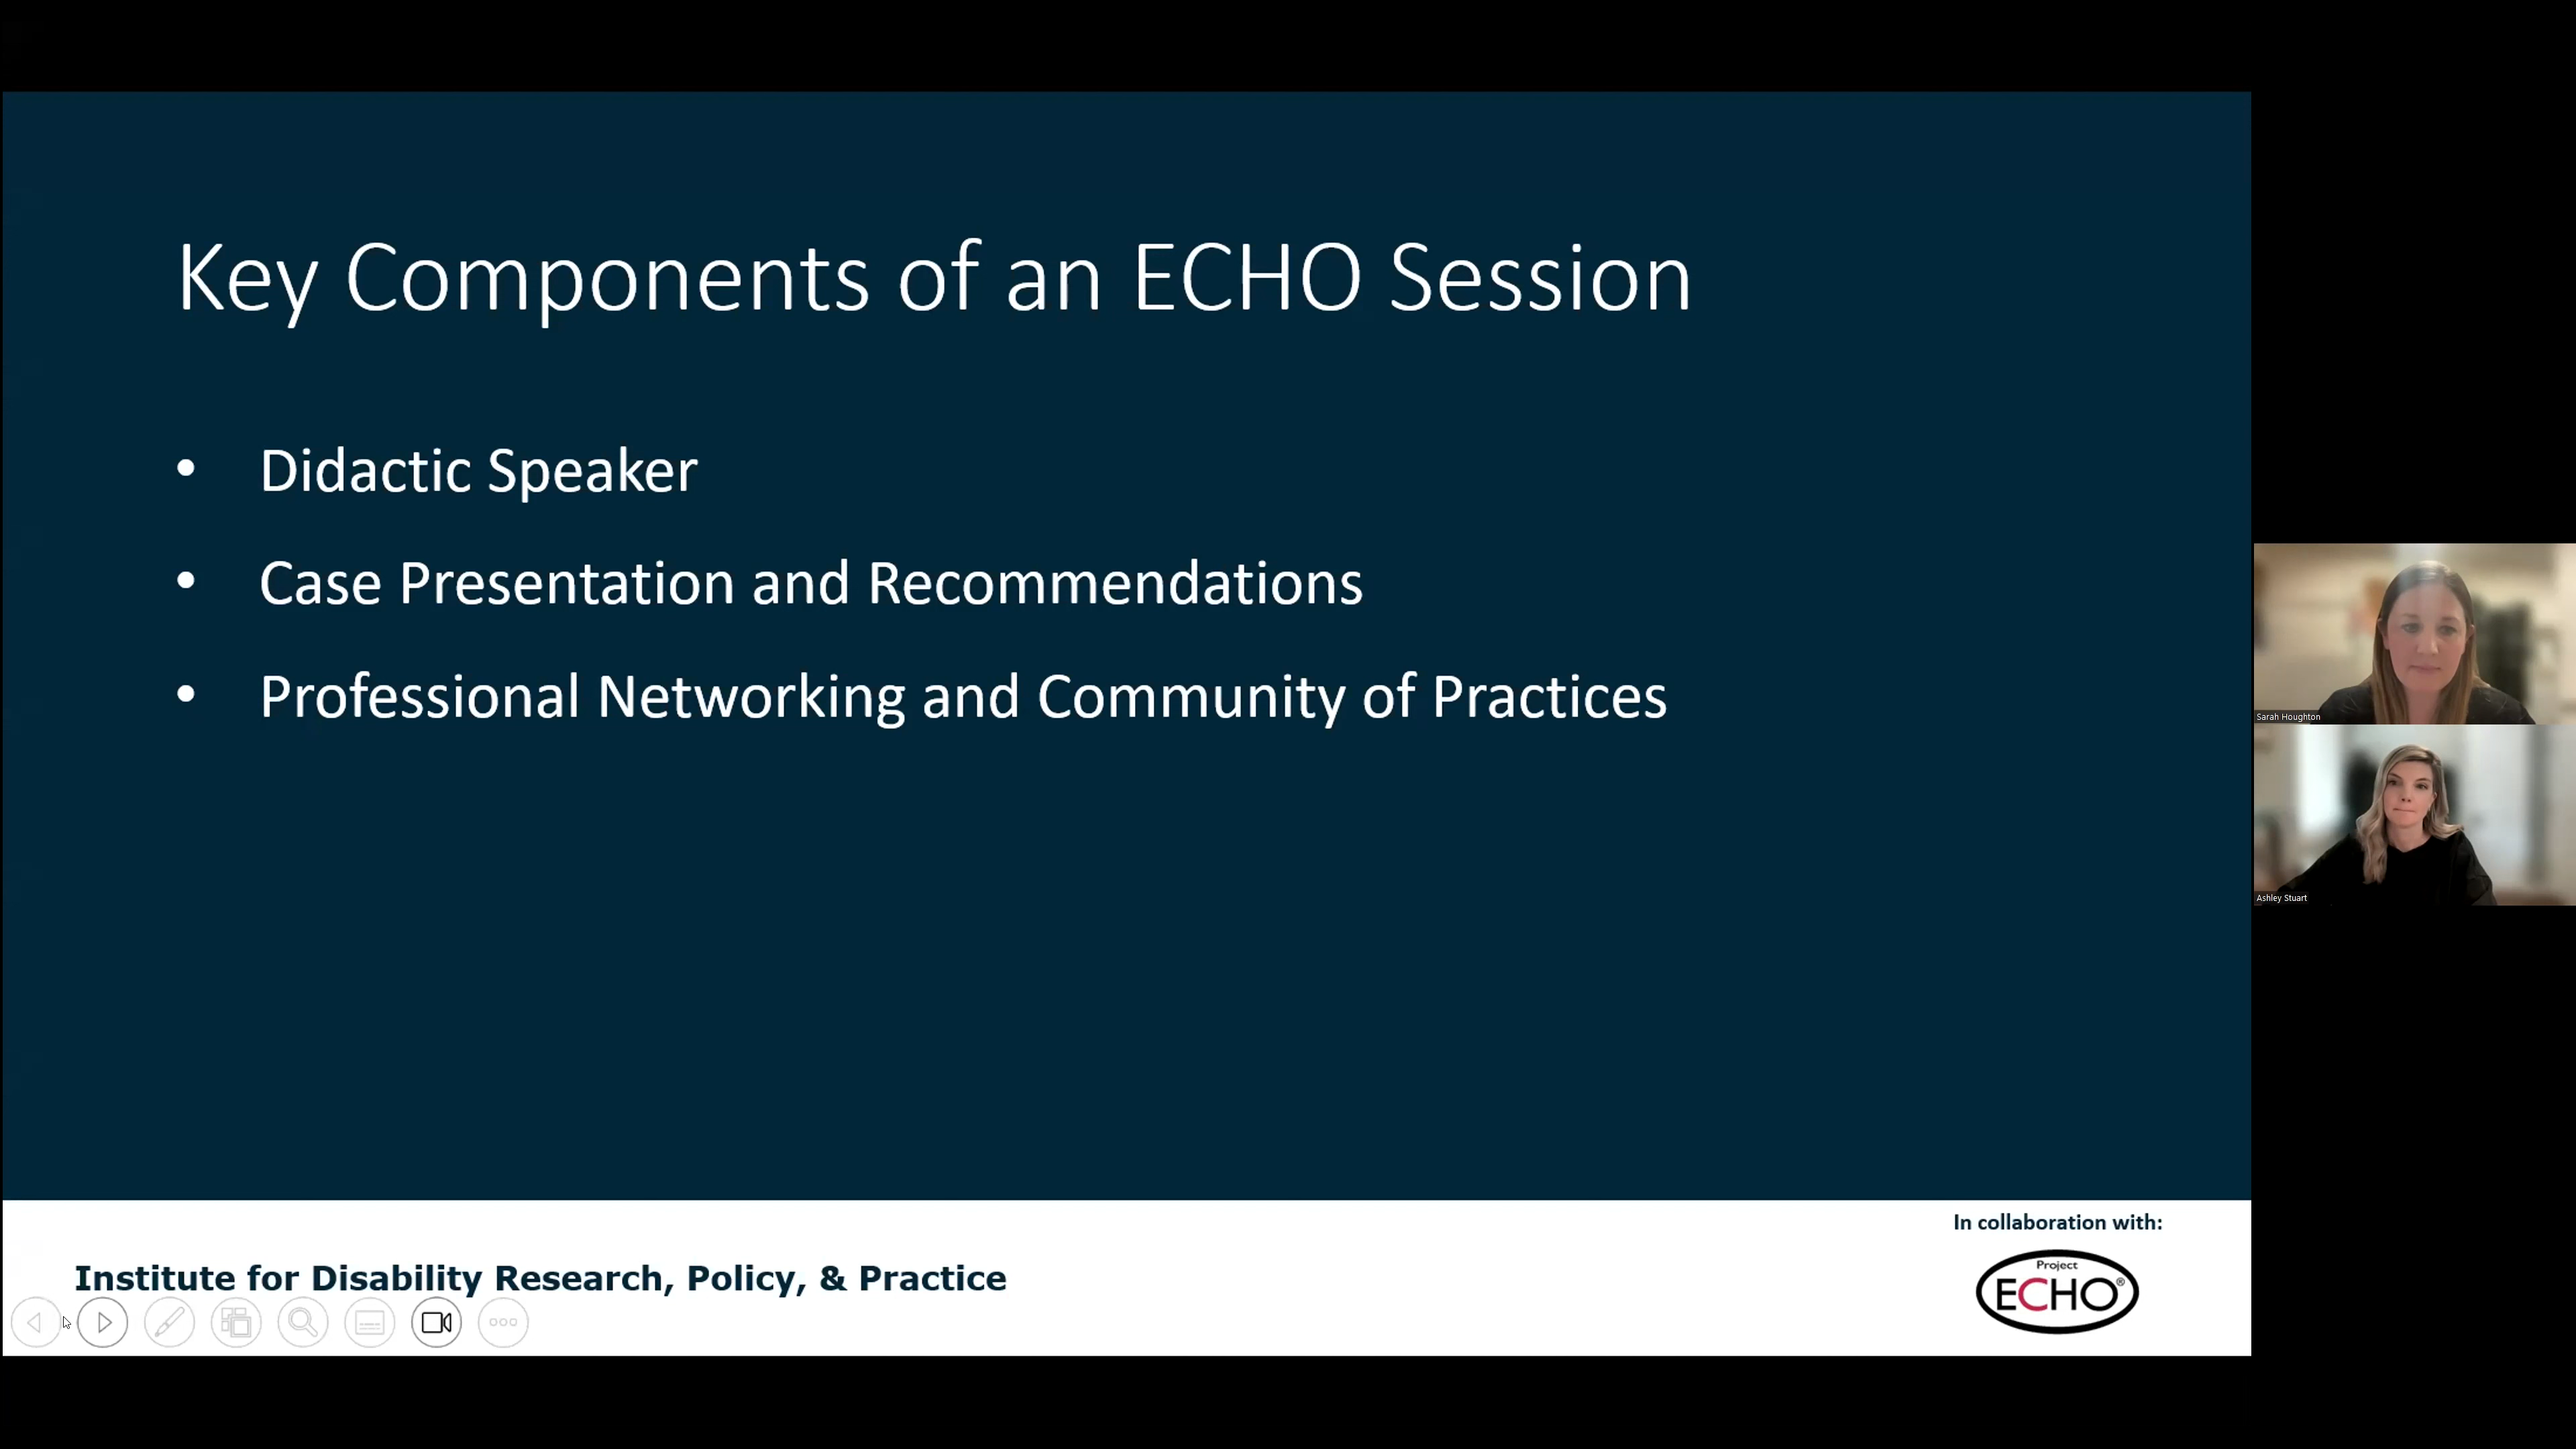 Key Components of an ECHO Session
• Didactic Speaker
• Case Presentation and Recommendations
• Professional Networking and Community of Practices
Sarah Houghton
Ashley Stuart
In collaboration with:
Institute for Disability Research, Policy, & Practice
Project
ECHO®